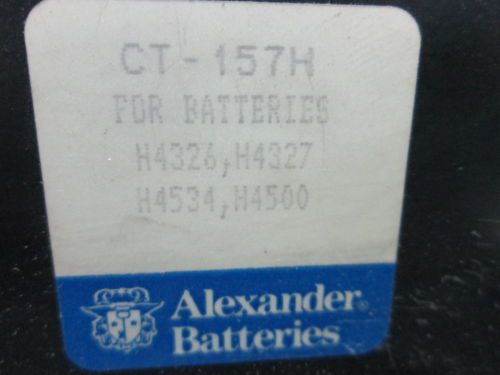 CT-157H
FOR BATTERIES
H4326,H4327
H4534,H4500
Alexander®
Batteries